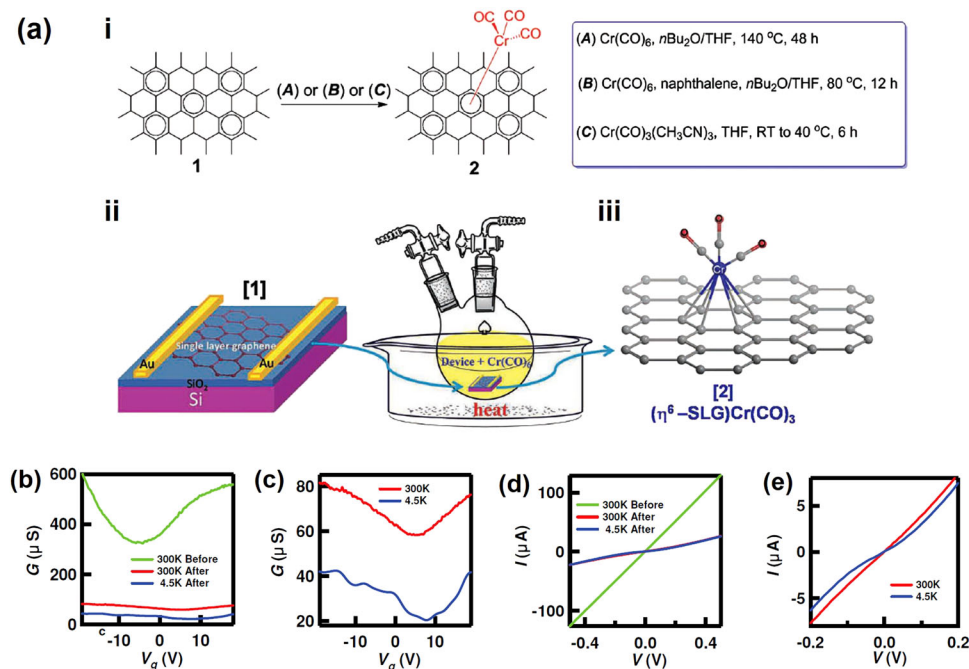 (a)
i
OC CO
Cr
CO
(A) or (B) or (C)
1
2
(A) Cr(CO)6, nBu2O/THF, 140 °C, 48 h
(B) Cr(CO)6, naphthalene, nBu2O/THF, 80 °C, 12 h
(C) Cr(CO)3(CH3CN)3, THF, RT to 40 °C, 6 h
ii
[1]
Single layer graphene
Au
Au
SiO2
Si
Device + Cr(CO)6
heat
iii
Cr
[2]
(η6 –SLG)Cr(CO)3
(b)
G (μ S)
600
400
200
0
300K Before
300K After
4.5K After
c
-10 0 10
Vg (V)
(c)
G (μ S)
80
60
40
20
300K
4.5K
-10 0 10
Vg (V)
(d)
I (μ A)
100
0
-100
300K Before
300K After
4.5K After
-0.4 0.0 0.4
V (V)
(e)
I (μ A)
5
0
-5
300K
4.5K
-0.2 0.0 0.2
V (V)